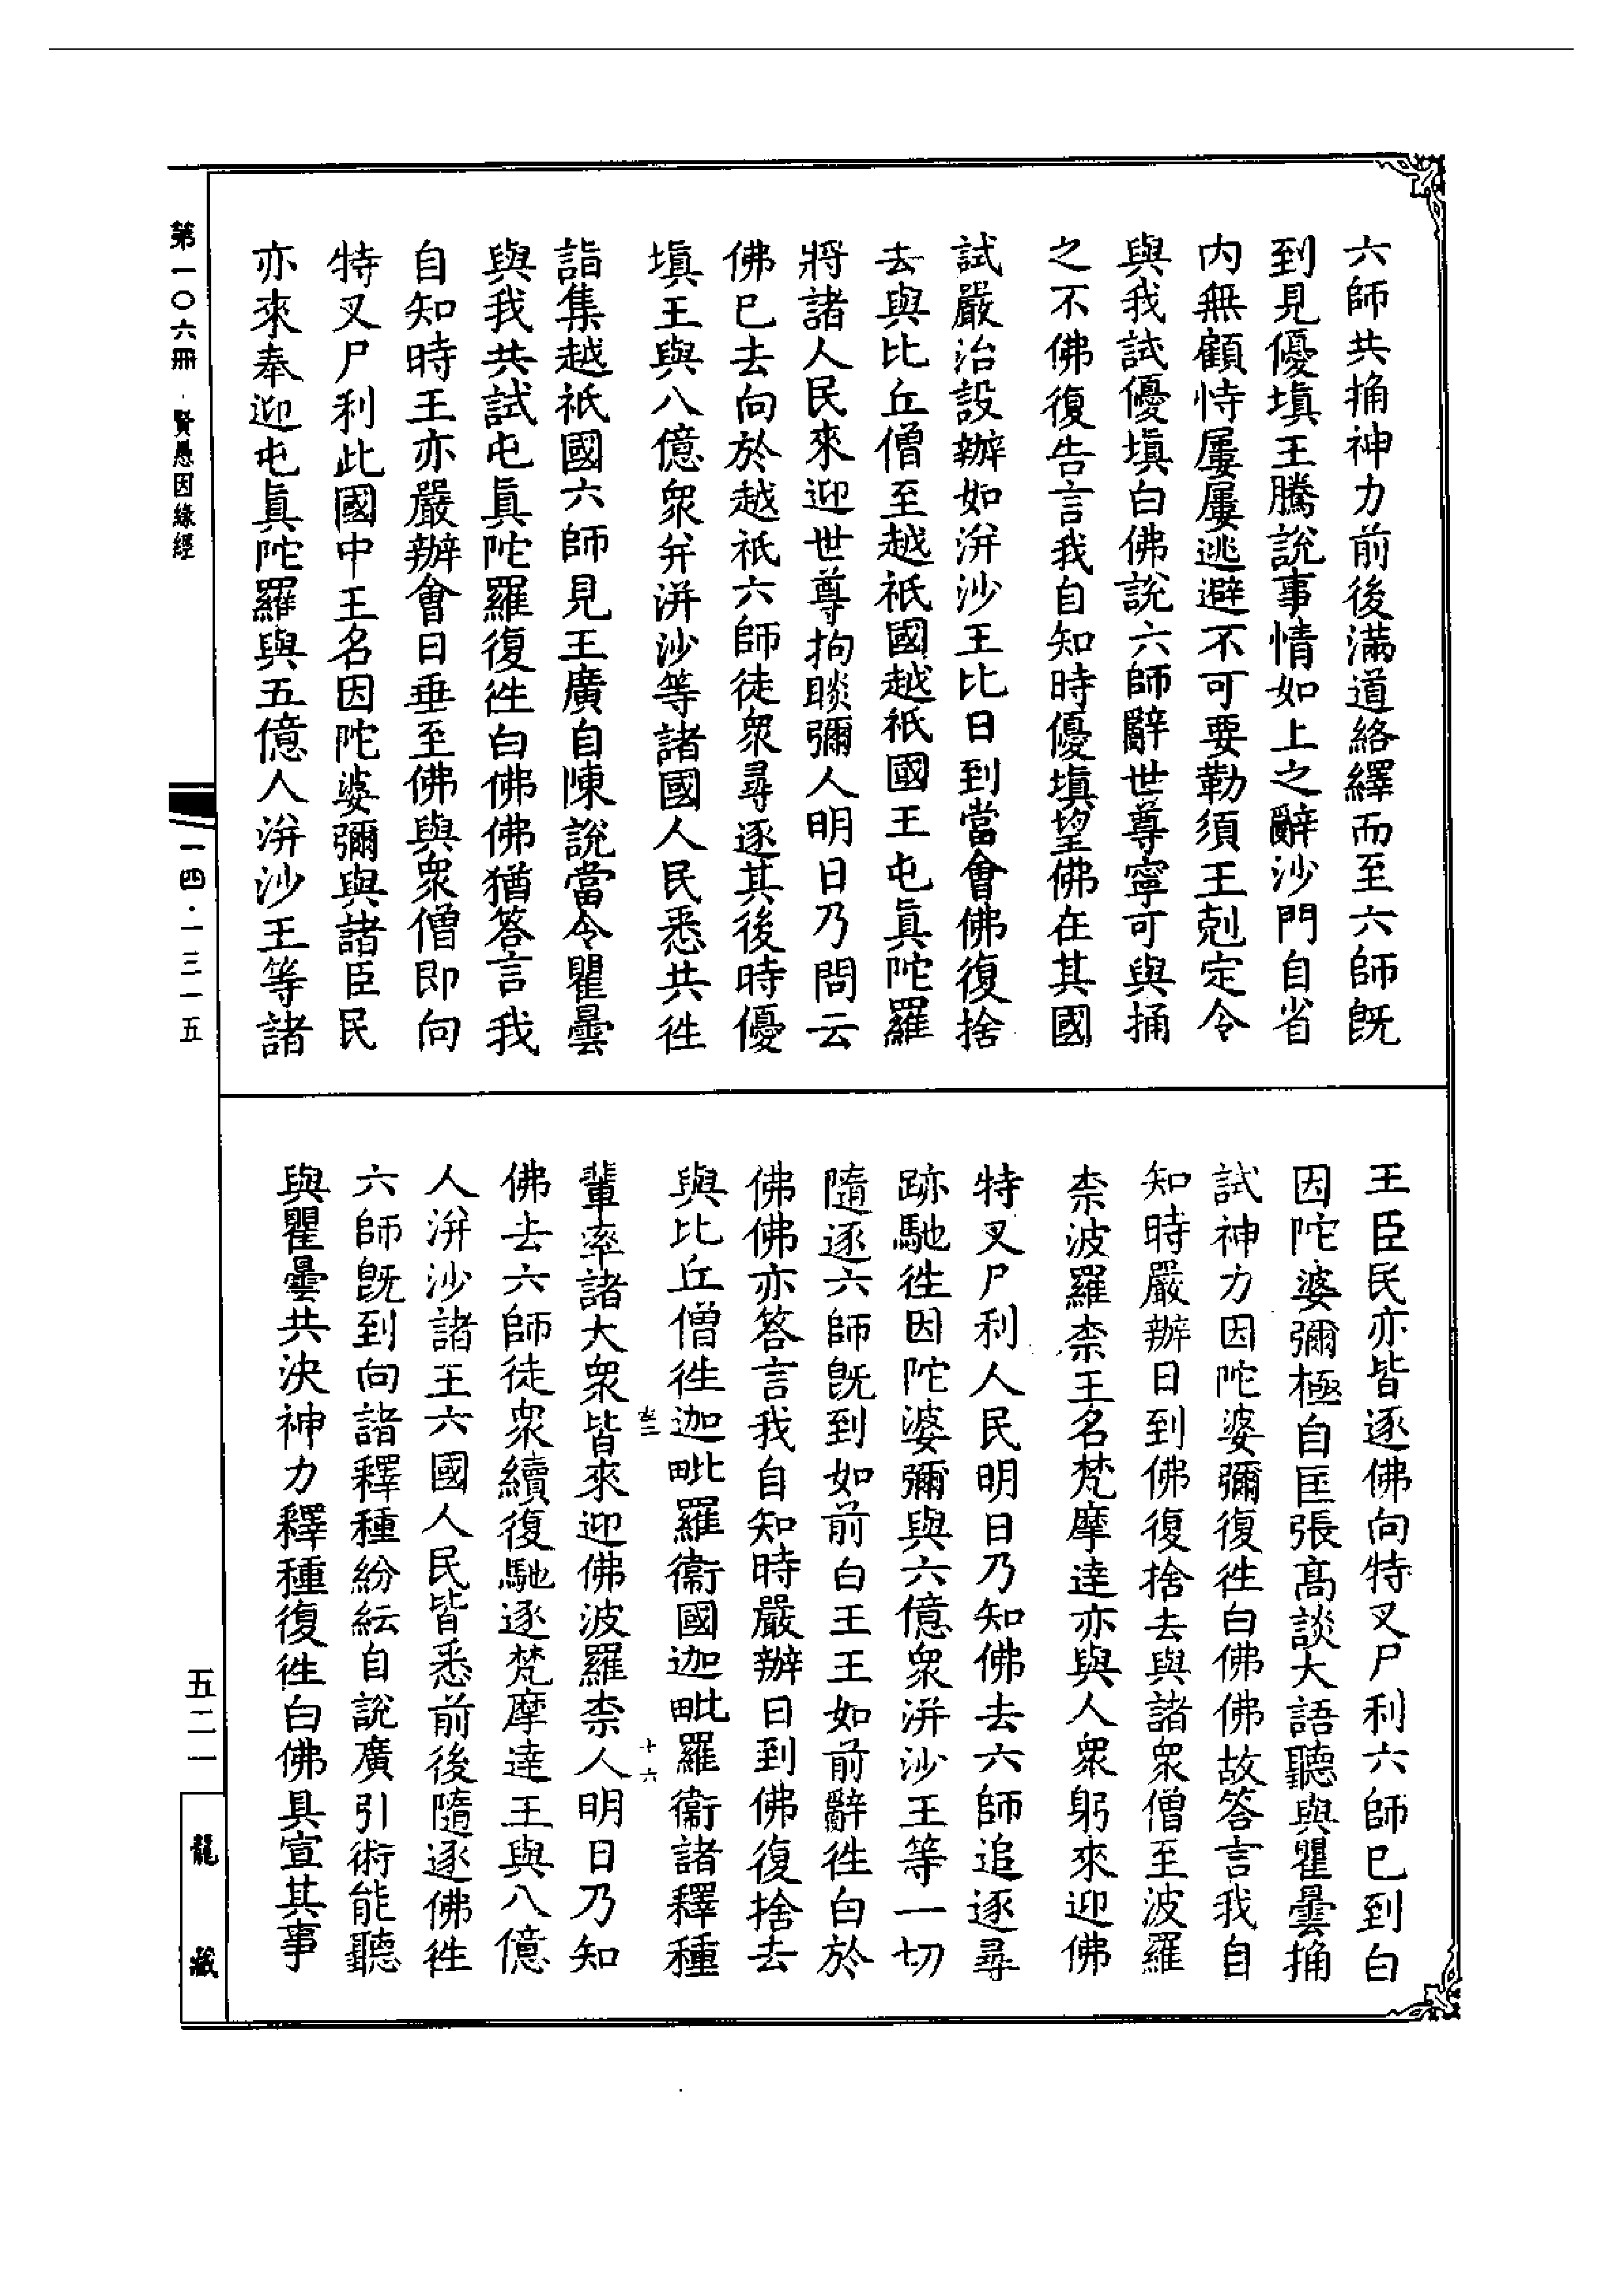 六師共捔神力前後滿道絡繹而至六師旣
到見優塡王騰說事情如上之辭沙門自省
内無顧恃屢屢逃避不可要勒須王剋定令
與我試優塡白佛說六師辭世尊寧可與捅
之不佛復告言我自知時優塡望佛在其國
試嚴治設辦如洴沙王比日到當會佛復捨
去與比丘僧至越祇國越祇國王屯眞陀羅
將諸人民來迎世尊拘睒彌人明日乃問云
佛已去向於越祇六師徒衆尋逐其後時優
塡王與八億衆幷洴沙等諸國人民悉共徃
詣集越祇國六師見王廣自陳說當令瞿曇
與我共試屯眞陀羅復徃白佛佛猶答言我
自知時王亦嚴辦會日垂至佛與衆僧即向
特叉尸利此國中王名因陀婆彌與諸臣民
亦來奉迎屯眞陀羅與五億人洴沙王等諸
王臣民亦皆逐佛向特叉尸利六師已到白
因陀婆彌極自匡張高談大語聽與瞿曇捔
試神力因陀婆彌復徃白佛佛故答言我自
知時嚴辦日到佛復捨去與諸衆僧至波羅
柰波羅柰王名梵摩達亦與人衆躬來迎佛
特叉尸利人民明日乃知佛去六師追逐尋
跡馳徃因陀婆彌與六億衆洴沙王等一切
隨逐六師旣到如前白王王如前辭徃白於
佛佛亦答言我自知時嚴辦日到佛復捨去
與比丘僧徃迦毗羅衞國迦毗羅衞諸釋種
十六
輩率諸大衆皆來迎佛波羅柰人明日乃知
佛去六師徒衆續復馳逐梵摩達王與八億
人洴沙諸王六國人民皆悉前後隨逐佛徃
六師旣到向諸釋種紛紜自說廣引術能聽
與瞿曇共決神力釋種復徃白佛具宣其事
第一〇六冊 賢愚因緣經
一四·一三一五
五二一
龍藏